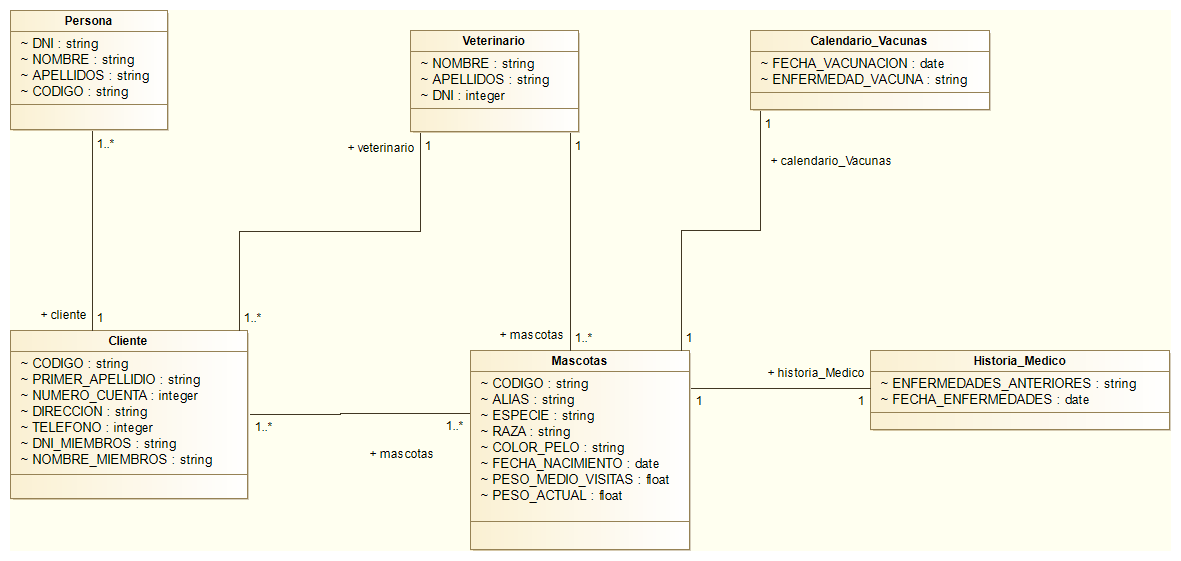 Persona
~ DNI : string
~ NOMBRE : string
~ APELLIDOS : string
~ CODIGO : string
1..*
+ cliente
1
Veterinario
~ NOMBRE : string
~ APELLIDOS : string
~ DNI : integer
+ veterinario
1
1
1..*
+ mascotas
1..*
Calendario_Vacunas
~ FECHA_VACUNACION : date
~ ENFERMEDAD_VACUNA : string
1
+ calendario_Vacunas
1
Cliente
~ CODIGO : string
~ PRIMER_APELLIDIO : string
~ NUMERO_CUENTA : integer
~ DIRECCION : string
~ TELEFONO : integer
~ DNI_MIEMBROS : string
~ NOMBRE_MIEMBROS : string
1..*
1..*
+ mascotas
Mascotas
~ CODIGO : string
~ ALIAS : string
~ ESPECIE : string
~ RAZA : string
~ COLOR_PELO : string
~ FECHA_NACIMIENTO : date
~ PESO_MEDIO_VISITAS : float
~ PESO_ACTUAL : float
+ historia_Medico
1
1
Historia_Medico
~ ENFERMEDADES_ANTERIORES : string
~ FECHA_ENFERMEDADES : date